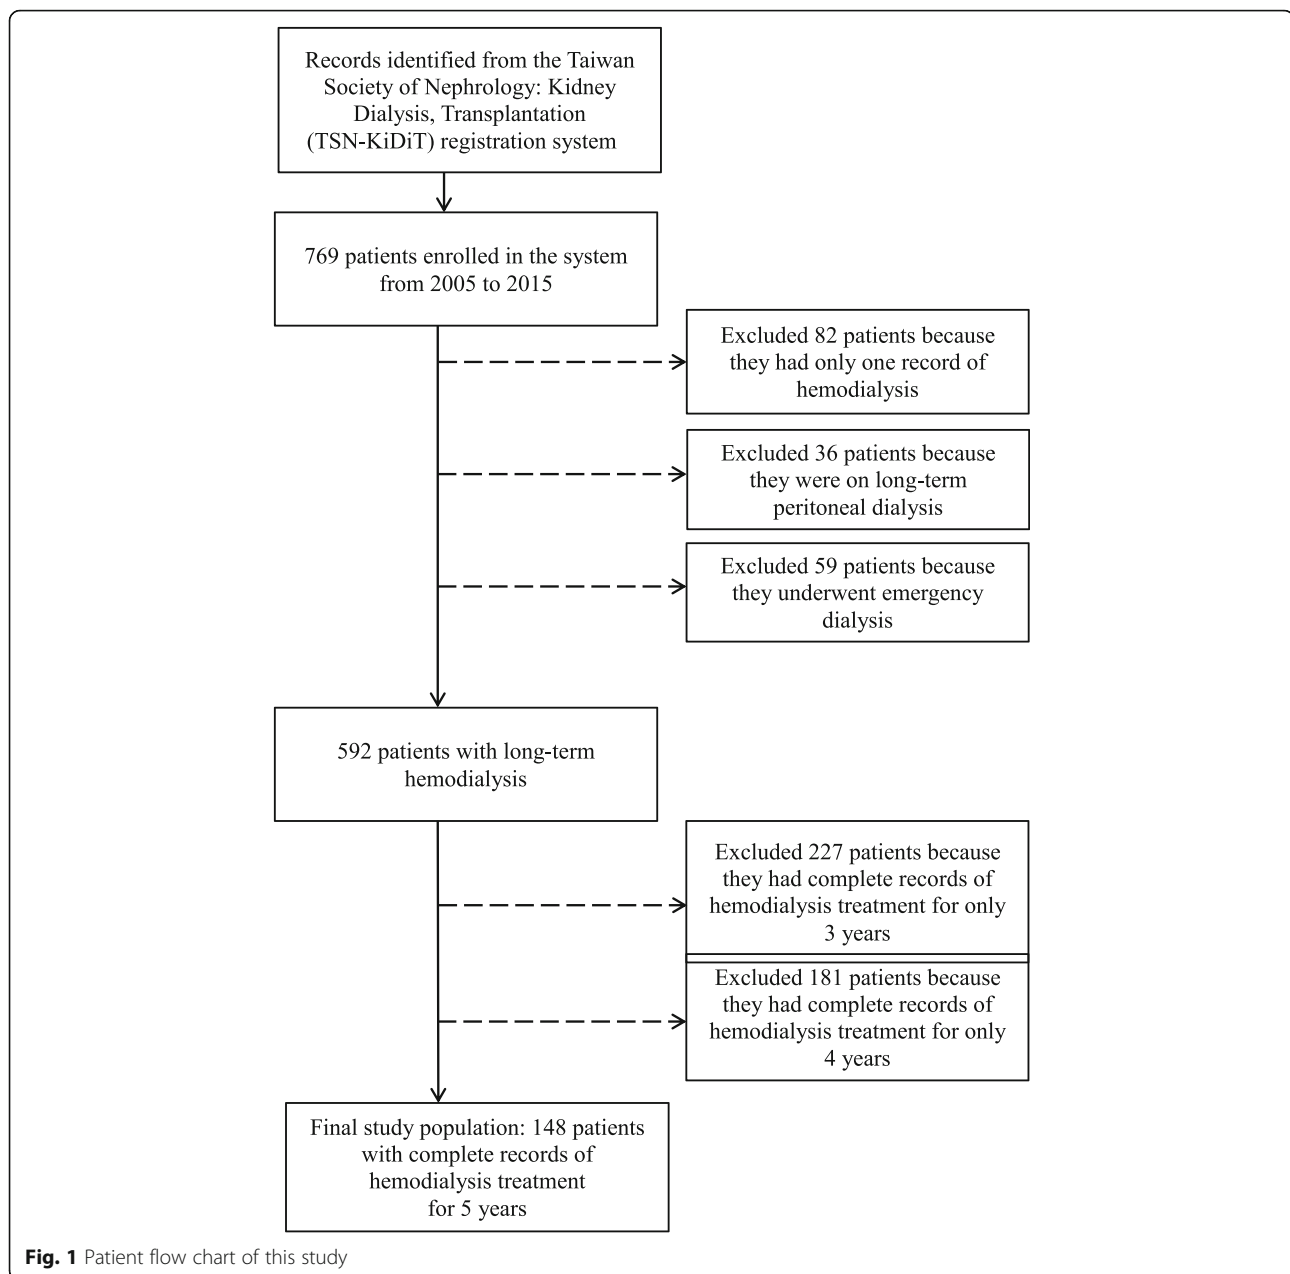 Records identified from the Taiwan
Society of Nephrology: Kidney
Dialysis, Transplantation
(TSN-KiDiT) registration system
769 patients enrolled in the system
from 2005 to 2015
Excluded 82 patients because
they had only one record of
hemodialysis
Excluded 36 patients because
they were on long-term
peritoneal dialysis
Excluded 59 patients because
they underwent emergency
dialysis
592 patients with long-term
hemodialysis
Excluded 227 patients because
they had complete records of
hemodialysis treatment for only
3 years
Excluded 181 patients because
they had complete records of
hemodialysis treatment for only
4 years
Final study population: 148 patients
with complete records of
hemodialysis treatment
for 5 years
Fig. 1 Patient flow chart of this study